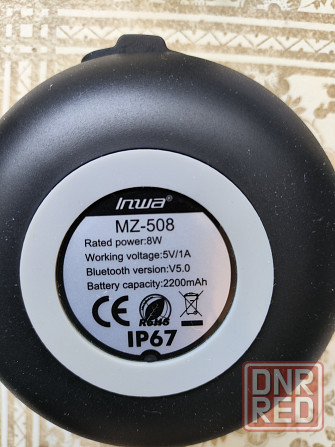 Inwa®
MZ-508
Rated power:8W
Working voltage:5V/1A
Bluetooth version:V5.0
Battery capacity:2200mAh
CE
RoHS
IP67
DNR
RED